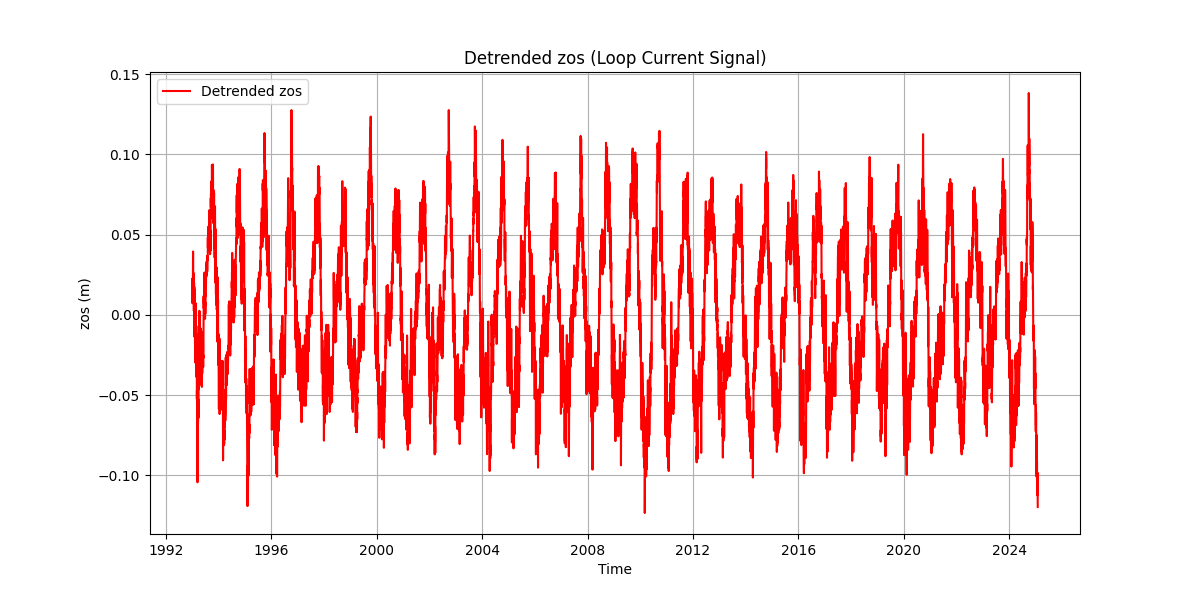 Detrended zos (Loop Current Signal)
Detrended zos
0.15
0.10
0.05
0.00
−0.05
−0.10
zos (m)
1992 1996 2000 2004 2008 2012 2016 2020 2024
Time